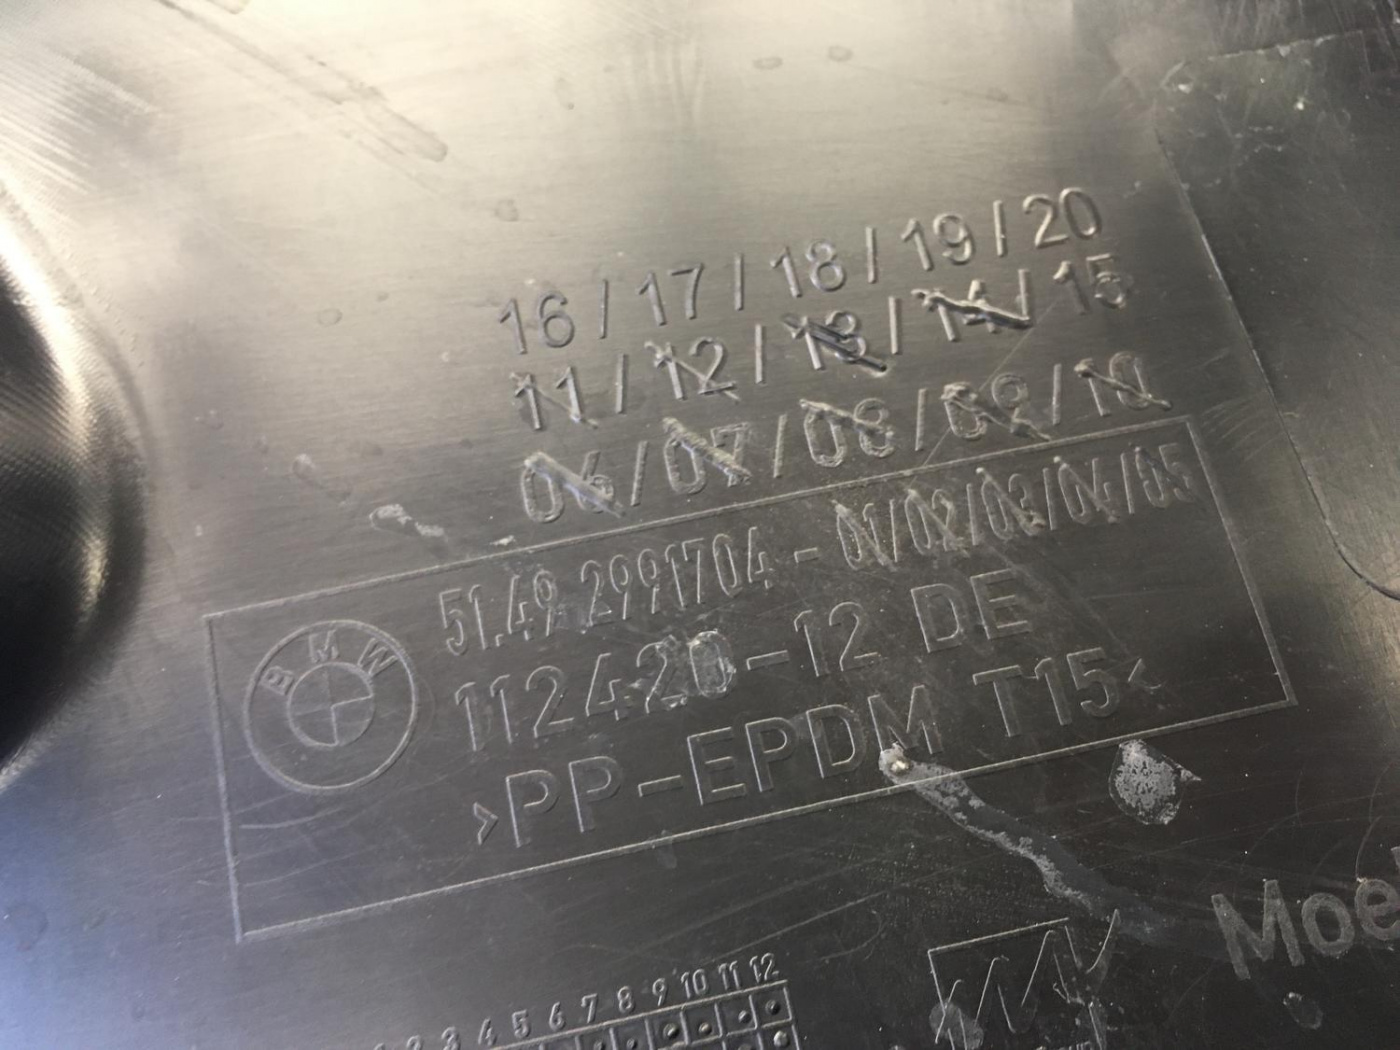 16 / 17 / 18 / 19 / 20
11 / 12 / 13 / 14 / 15
06 / 07 / 08 / 09 / 10
51.49 2991704 - 01/02/03/04/05
BMW
112420-12 DE
>PP-EPDM T15<
Moe
3 4 5 6 7 8 9 10 11 12